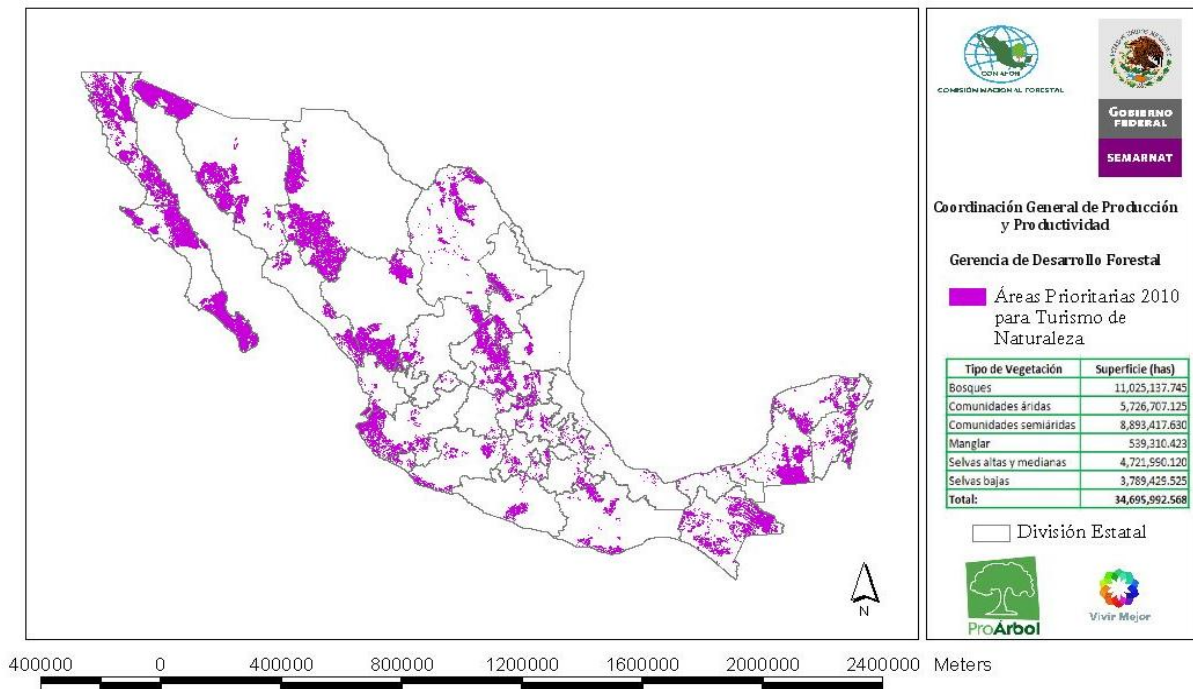 CONAFOR
COMISIÓN NACIONAL FORESTAL
GOBIERNO
FEDERAL
SEMARNAT
Coordinación General de Producción
y Productividad
Gerencia de Desarrollo Forestal
Áreas Prioritarias 2010
para Turismo de
Naturaleza
Tipo de Vegetación Superficie (has)
Bosques 11,025,137.745
Comunidades áridas 5,726,707.125
Comunidades semiáridas 8,893,417.630
Manglar 539,310.423
Selvas altas y medianas 4,721,990.120
Selvas bajas 3,789,429.525
Total: 34,695,992.568
División Estatal
ProÁrbol
Vivir Mejor
N
400000 0 400000 800000 1200000 1600000 2000000 2400000 Meters